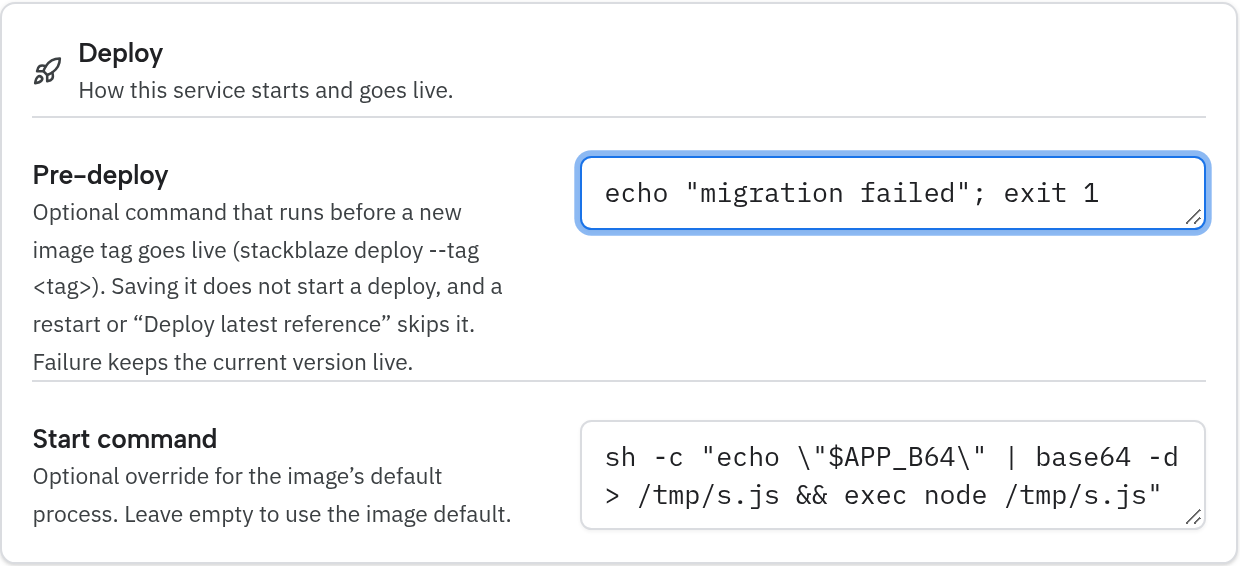 Deploy
How this service starts and goes live.
Pre-deploy
Optional command that runs before a new
image tag goes live (stackblaze deploy --tag
<tag>). Saving it does not start a deploy, and a
restart or “Deploy latest reference” skips it.
Failure keeps the current version live.
echo "migration failed"; exit 1
Start command
Optional override for the image’s default
process. Leave empty to use the image default.
sh -c "echo \"$APP_B64\" | base64 -d
> /tmp/s.js && exec node /tmp/s.js"